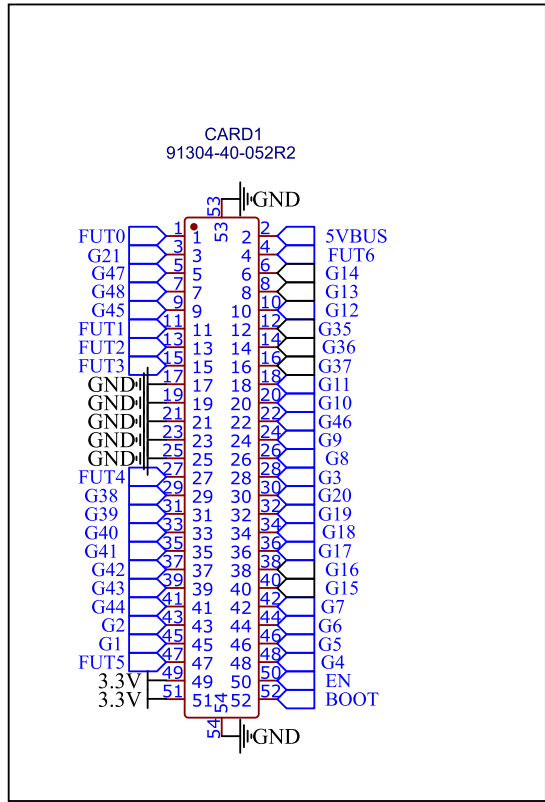 CARD1
91304-40-052R2
53 GND
53
FUT0 1 1 2 2 5VBUS
G21 3 3 4 4 FUT6
G47 5 5 6 6 G14
G48 7 7 8 8 G13
G45 9 9 10 10 G12
FUT1 11 11 12 12 G35
FUT2 13 13 14 14 G36
FUT3 15 15 16 16 G37
GND 17 17 18 18 G11
GND 19 19 20 20 G10
GND 21 21 22 22 G46
GND 23 23 24 24 G9
GND 25 25 26 26 G8
FUT4 27 27 28 28 G3
G38 29 29 30 30 G20
G39 31 31 32 32 G19
G40 33 33 34 34 G18
G41 35 35 36 36 G17
G42 37 37 38 38 G16
G43 39 39 40 40 G15
G44 41 41 42 42 G7
G2 43 43 44 44 G6
G1 45 45 46 46 G5
FUT5 47 47 48 48 G4
3.3V 49 49 50 50 EN
3.3V 51 51 52 52 BOOT
54
54 GND